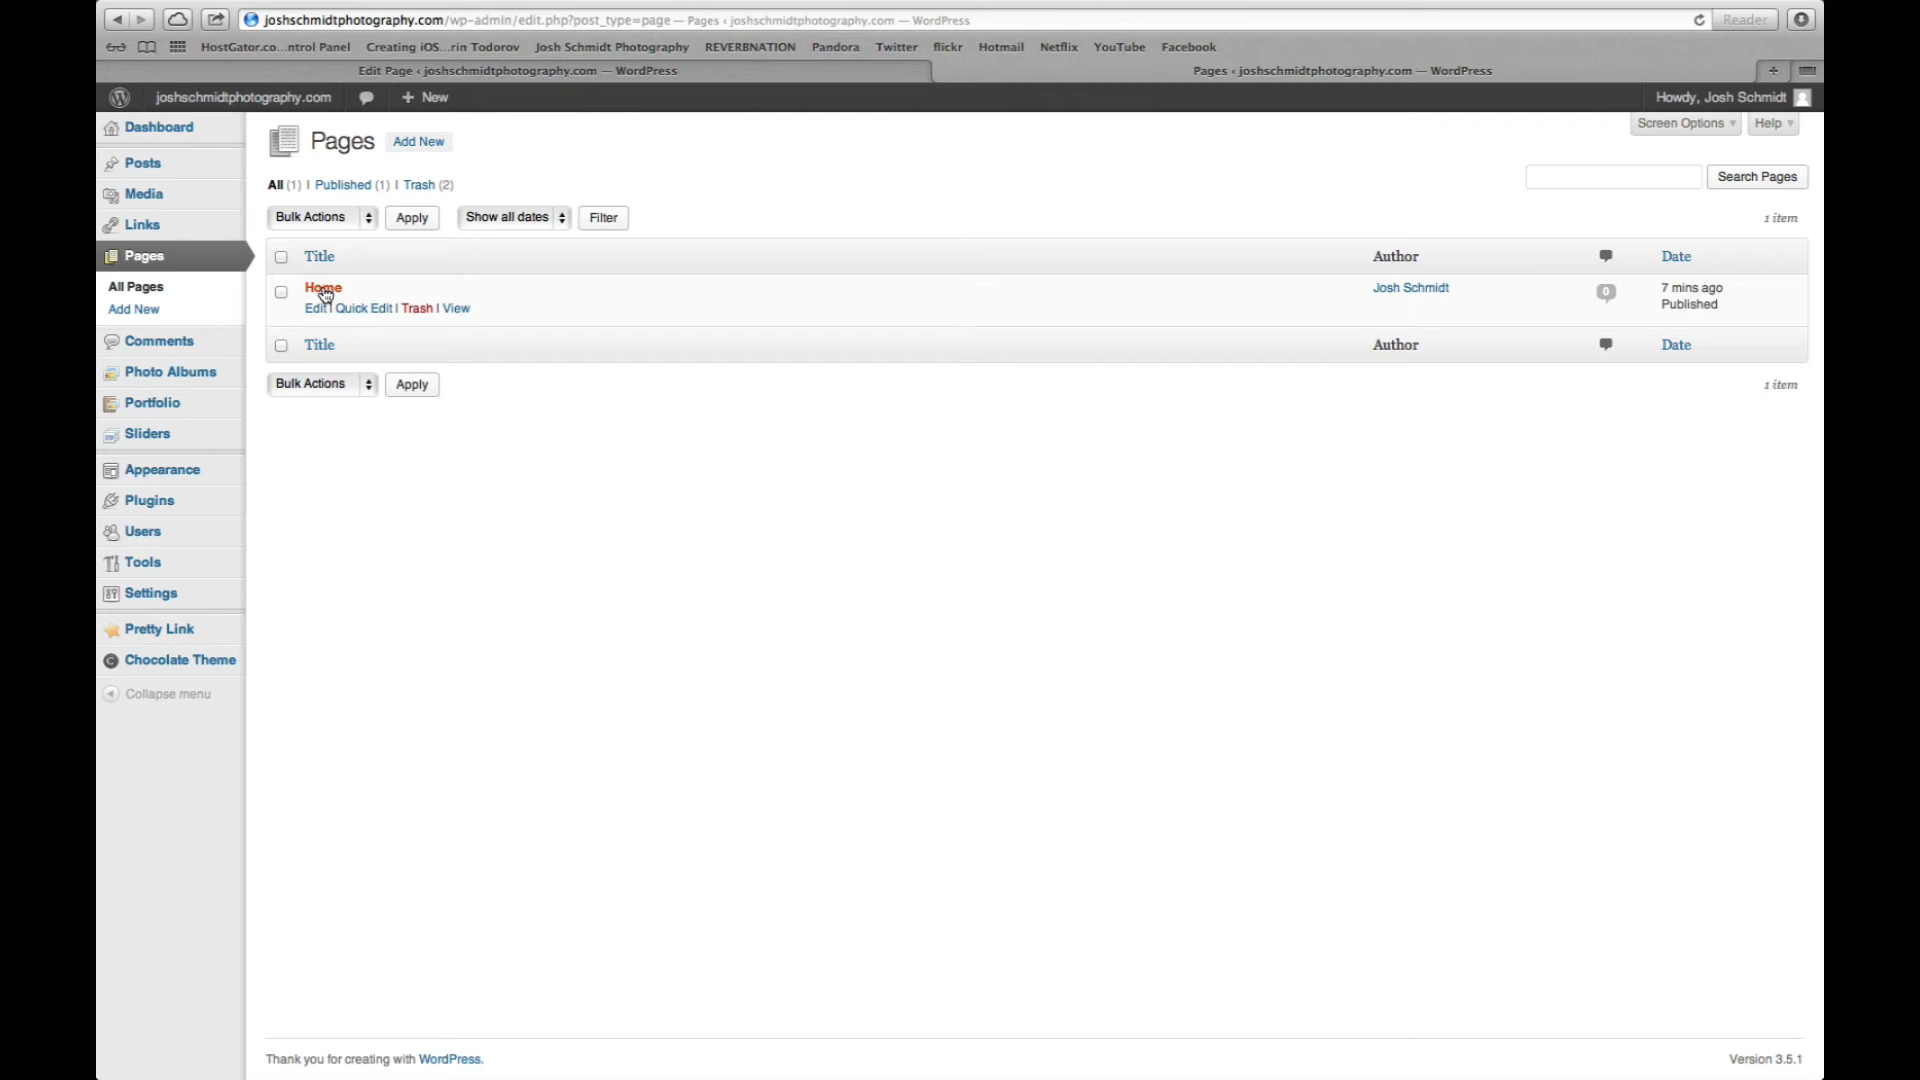 joshschmidtphotography.com/wp-admin/edit.php?post_type=page — Pages ‹ joshschmidtphotography.com — WordPress
Reader
HostGator.co...ntrol Panel Creating iOS...rin Todorov Josh Schmidt Photography REVERBNATION Pandora Twitter flickr Hotmail Netflix YouTube Facebook
Edit Page ‹ joshschmidtphotography.com — WordPress
Pages ‹ joshschmidtphotography.com — WordPress
joshschmidtphotography.com + New Howdy, Josh Schmidt
Dashboard
Posts
Media
Links
Pages
All Pages
Add New
Comments
Photo Albums
Portfolio
Sliders
Appearance
Plugins
Users
Tools
Settings
Pretty Link
Chocolate Theme
Collapse menu
Screen Options Help
Pages Add New
All (1) | Published (1) | Trash (2)
Search Pages
Bulk Actions Apply Show all dates Filter 1 item
Title Author Date
Home Josh Schmidt 0 7 mins ago
Published
Edit | Quick Edit | Trash | View
Title Author Date
Bulk Actions Apply 1 item
Thank you for creating with WordPress. Version 3.5.1